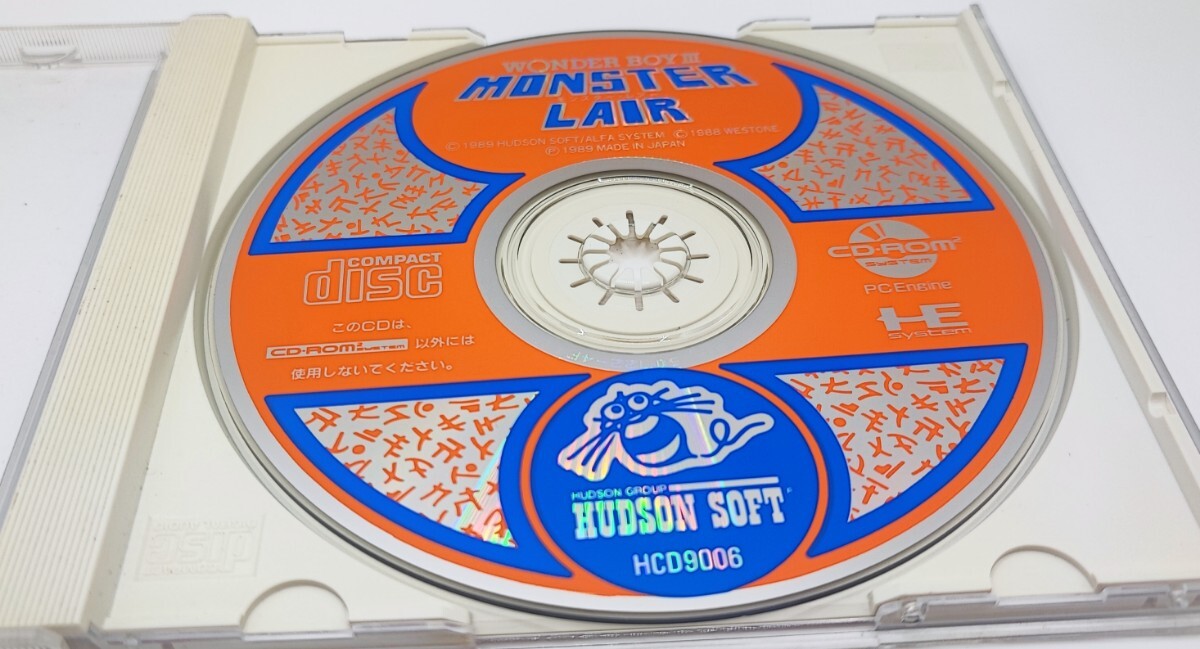 WONDER BOY III
MONSTER
LAIR
© 1989 HUDSON SOFT/ALFA SYSTEM © 1988 WESTONE
Ⓟ 1989 MADE IN JAPAN
COMPACT
disc
このCDは、
CD-ROM² SYSTEM 以外には
使用しないでください。
CD-ROM²
SYSTEM
PC Engine
HE
system
HUDSON GROUP
HUDSON SOFT
HCD9006